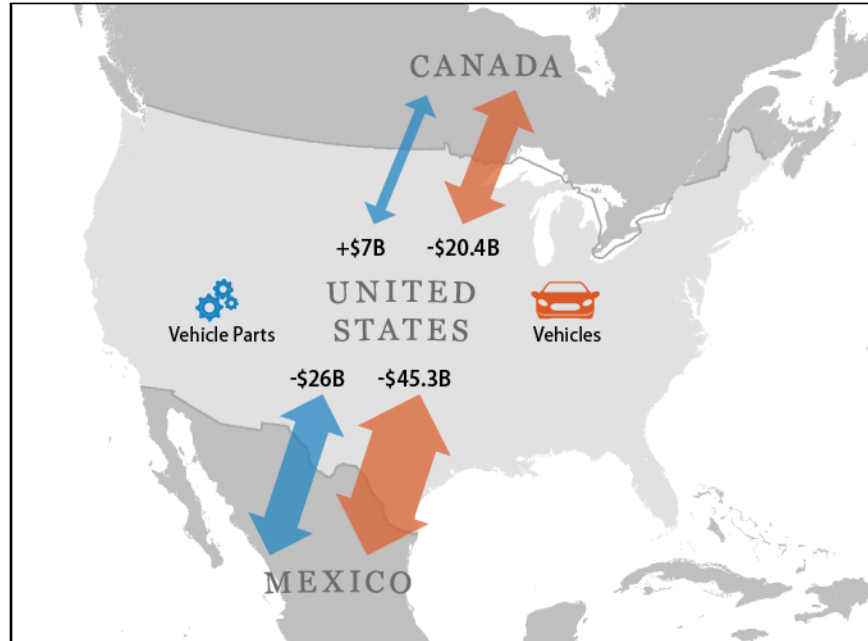 CANADA
+$7B
-$20.4B
UNITED
STATES
Vehicle Parts
Vehicles
-$26B
-$45.3B
MEXICO